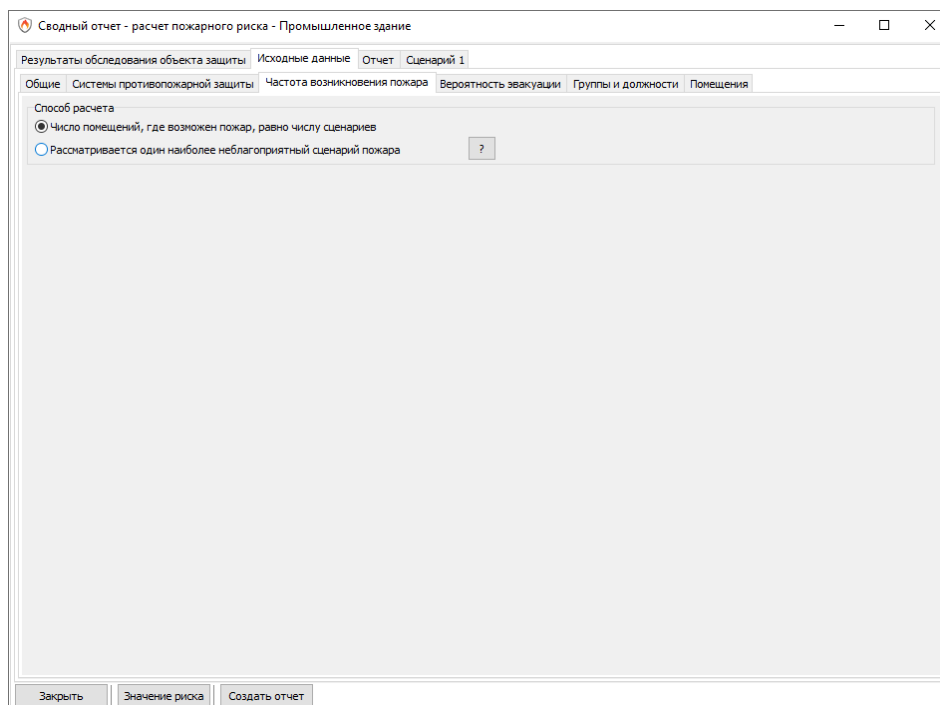 Сводный отчет - расчет пожарного риска - Промышленное здание
Результаты обследования объекта защиты Исходные данные Отчет Сценарий 1
Общие Системы противопожарной защиты Частота возникновения пожара Вероятность эвакуации Группы и должности Помещения
Способ расчета
Число помещений, где возможен пожар, равно числу сценариев
Рассматривается один наиболее неблагоприятный сценарий пожара ?
Закрыть Значение риска Создать отчет